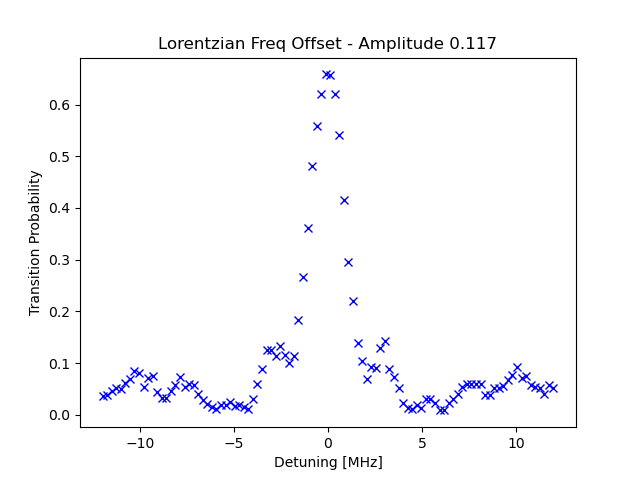 Lorentzian Freq Offset - Amplitude 0.117
Transition Probability
0.6
0.5
0.4
0.3
0.2
0.1
0.0
−10 −5 0 5 10
Detuning [MHz]